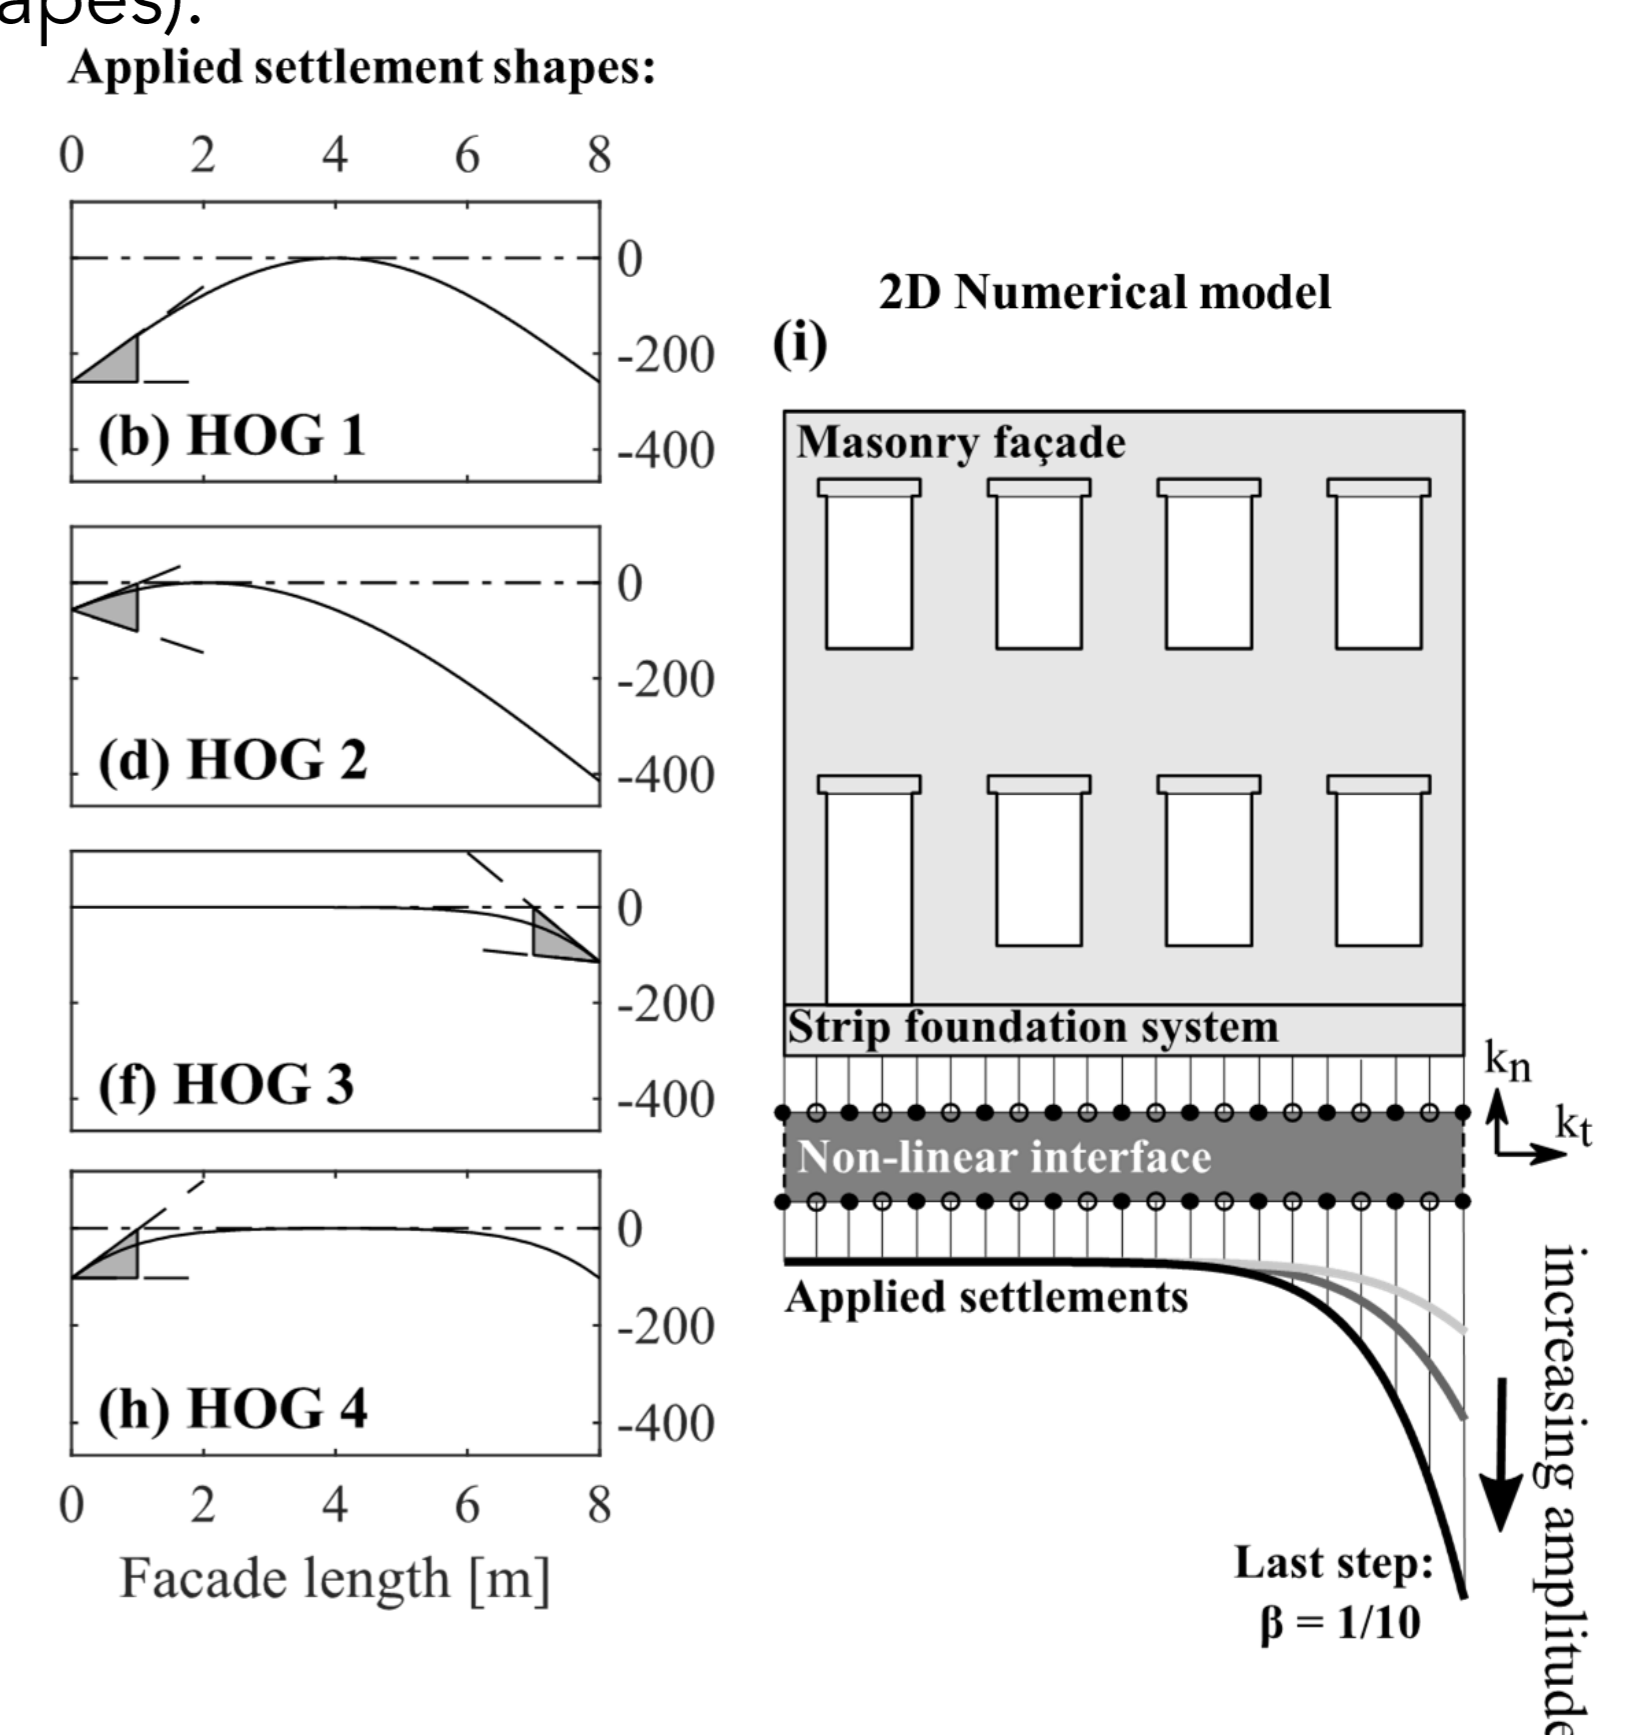 apes).
Applied settlement shapes:
0 2 4 6 8
0
-200
-400
(b) HOG 1
0
-200
-400
(d) HOG 2
0
-200
-400
(f) HOG 3
0
-200
-400
(h) HOG 4
0 2 4 6 8
Facade length [m]
2D Numerical model
(i)
Masonry façade
Strip foundation system
kn
kt
Non-linear interface
Applied settlements
increasing amplitude
Last step:
β = 1/10